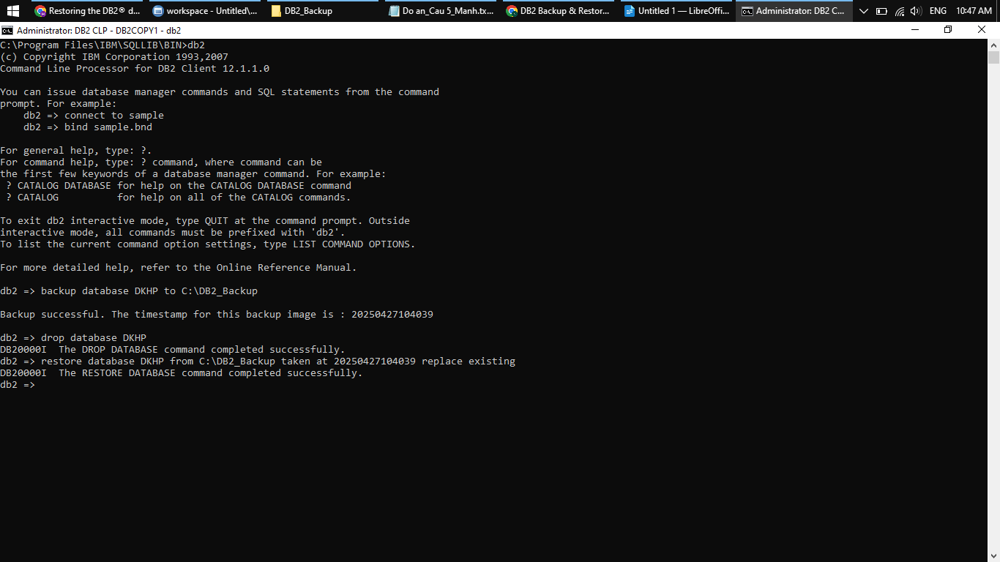 Restoring the DB2® d...
workspace - Untitled\...
DB2_Backup
Do an_Cau 5_Manh.tx...
DB2 Backup & Restor...
Untitled 1 — LibreOffi...
Administrator: DB2 C...
ENG
10:47 AM
Administrator: DB2 CLP - DB2COPY1 - db2
C:\Program Files\IBM\SQLLIB\BIN>db2
(c) Copyright IBM Corporation 1993,2007
Command Line Processor for DB2 Client 12.1.1.0
You can issue database manager commands and SQL statements from the command
prompt. For example:
    db2 => connect to sample
    db2 => bind sample.bnd
For general help, type: ?.
For command help, type: ? command, where command can be
the first few keywords of a database manager command. For example:
 ? CATALOG DATABASE for help on the CATALOG DATABASE command
 ? CATALOG          for help on all of the CATALOG commands.
To exit db2 interactive mode, type QUIT at the command prompt. Outside
interactive mode, all commands must be prefixed with 'db2'.
To list the current command option settings, type LIST COMMAND OPTIONS.
For more detailed help, refer to the Online Reference Manual.
db2 => backup database DKHP to C:\DB2_Backup
Backup successful. The timestamp for this backup image is : 20250427104039
db2 => drop database DKHP
DB20000I  The DROP DATABASE command completed successfully.
db2 => restore database DKHP from C:\DB2_Backup taken at 20250427104039 replace existing
DB20000I  The RESTORE DATABASE command completed successfully.
db2 =>